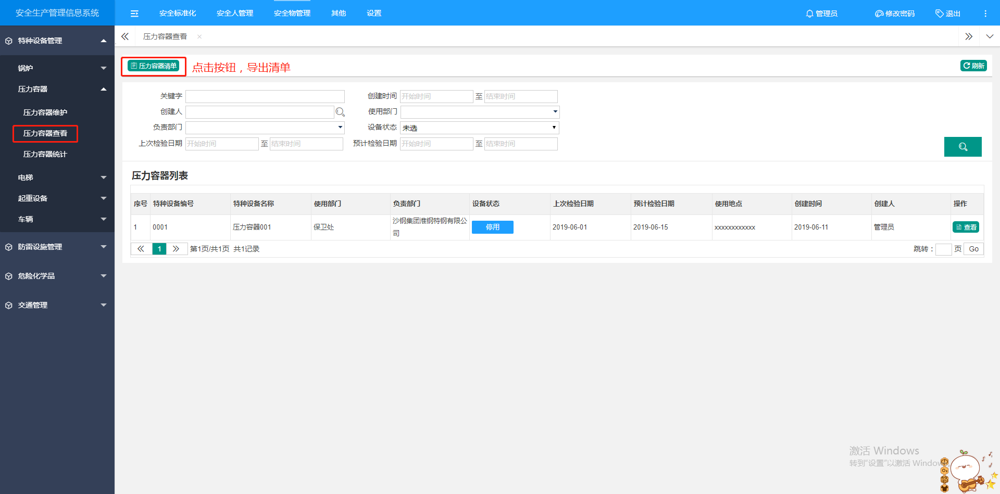 安全生产管理信息系统
安全标准化 安全人管理 安全物管理 其他 设置
管理员 修改密码 退出
特种设备管理
锅炉
压力容器
压力容器维护
压力容器查看
压力容器统计
电梯
起重设备
车辆
防雷设施管理
危险化学品
交通管理
压力容器查看
压力容器清单 点击按钮，导出清单
刷新
关键字 创建时间 开始时间 至 结束时间
创建人 使用部门
负责部门 设备状态 未选
上次检验日期 开始时间 至 结束时间 预计检验日期 开始时间 至 结束时间
压力容器列表
序号 特种设备编号 特种设备名称 使用部门 负责部门 设备状态 上次检验日期 预计检验日期 使用地点 创建时间 创建人 操作
1 0001 压力容器001 保卫处 沙钢集团淮钢特钢有限公司 停用 2019-06-01 2019-06-15 xxxxxxxxxxxx 2019-06-11 管理员 查看
1 第1页/共1页 共1记录
跳转： 页 Go
激活 Windows
转到"设置"以激活 Windows
中
简